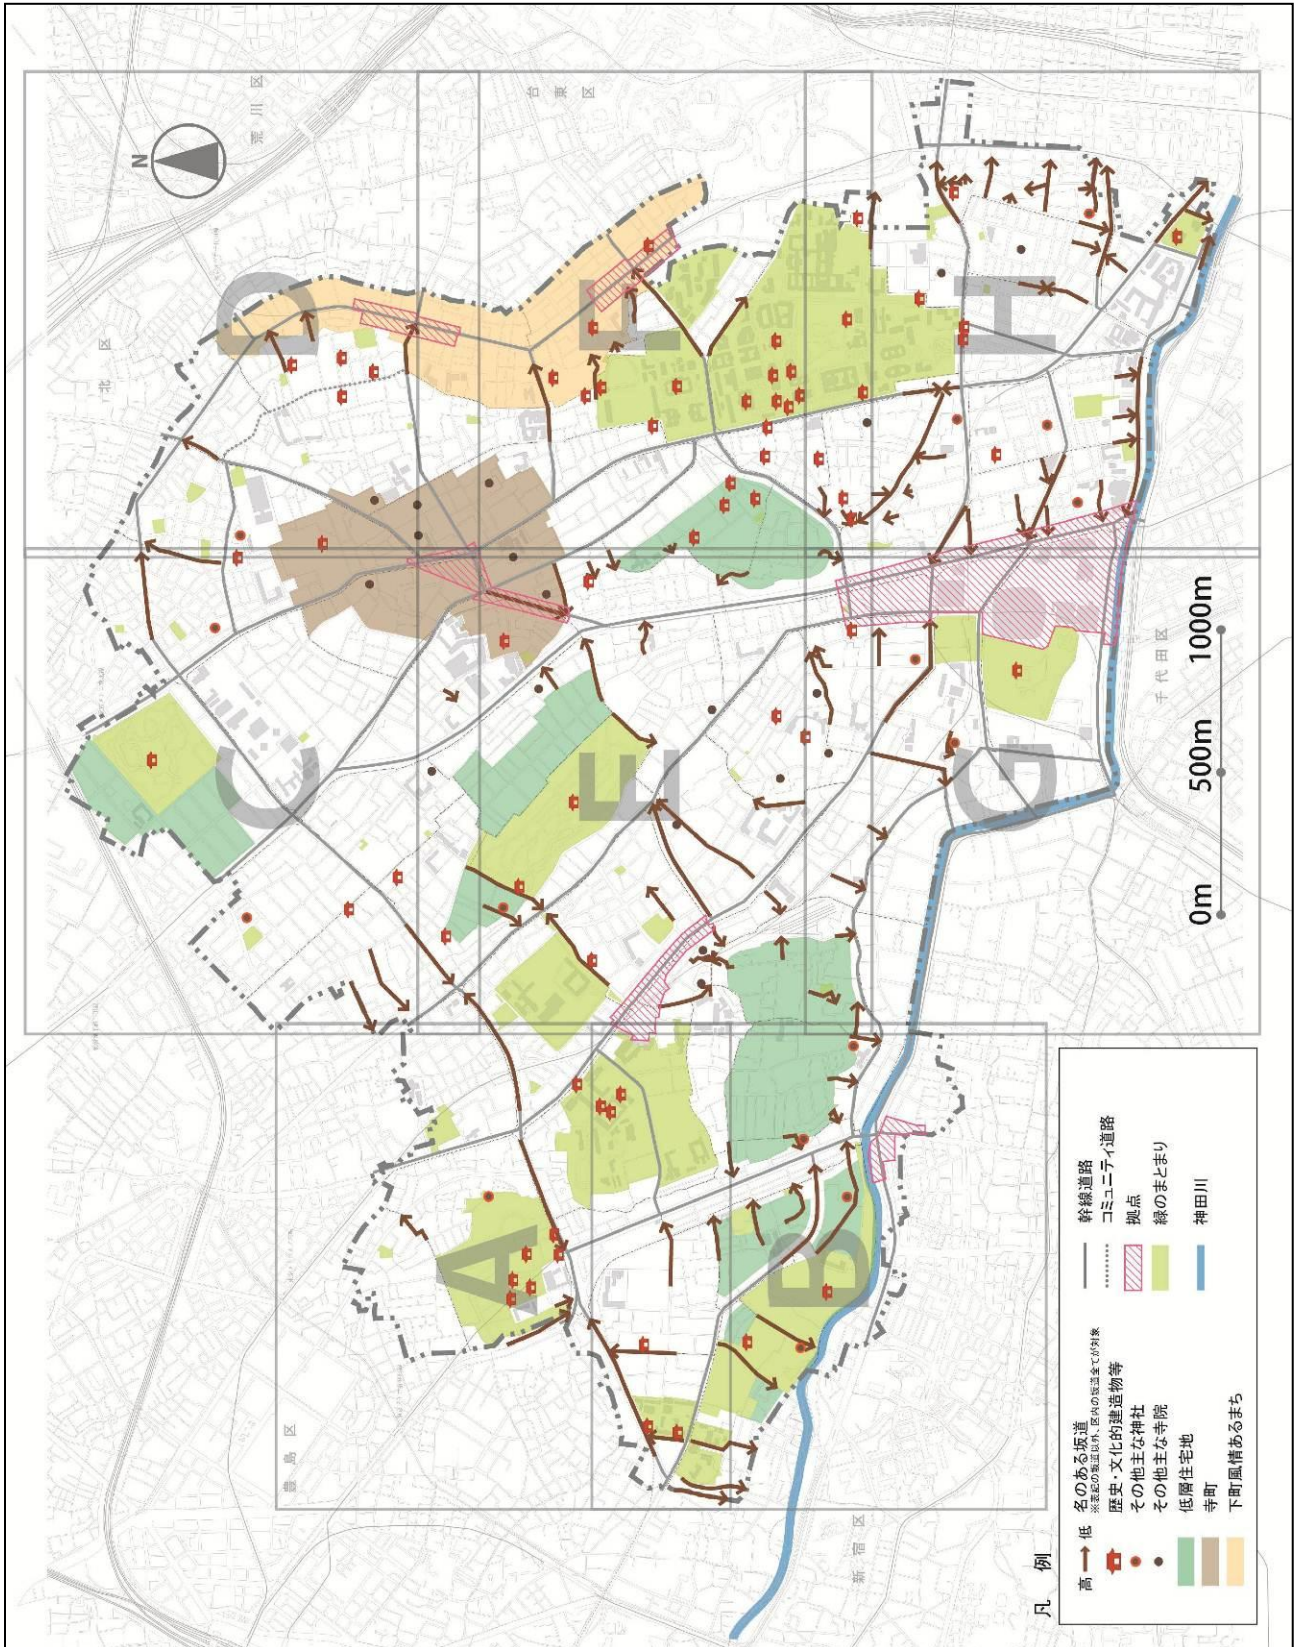 N
荒川区
台東区
北区
豊島区
新宿区
千代田区
A
B
C
D
E
F
G
H
0m
500m
1000m
凡例
高 低 名のある坂道
※表記の坂道以外、区内の坂道全てが対象
歴史・文化的建造物等
その他主な神社
その他主な寺院
低層住宅地
寺町
下町風情あるまち
幹線道路
コミュニティ道路
拠点
緑のまとまり
神田川